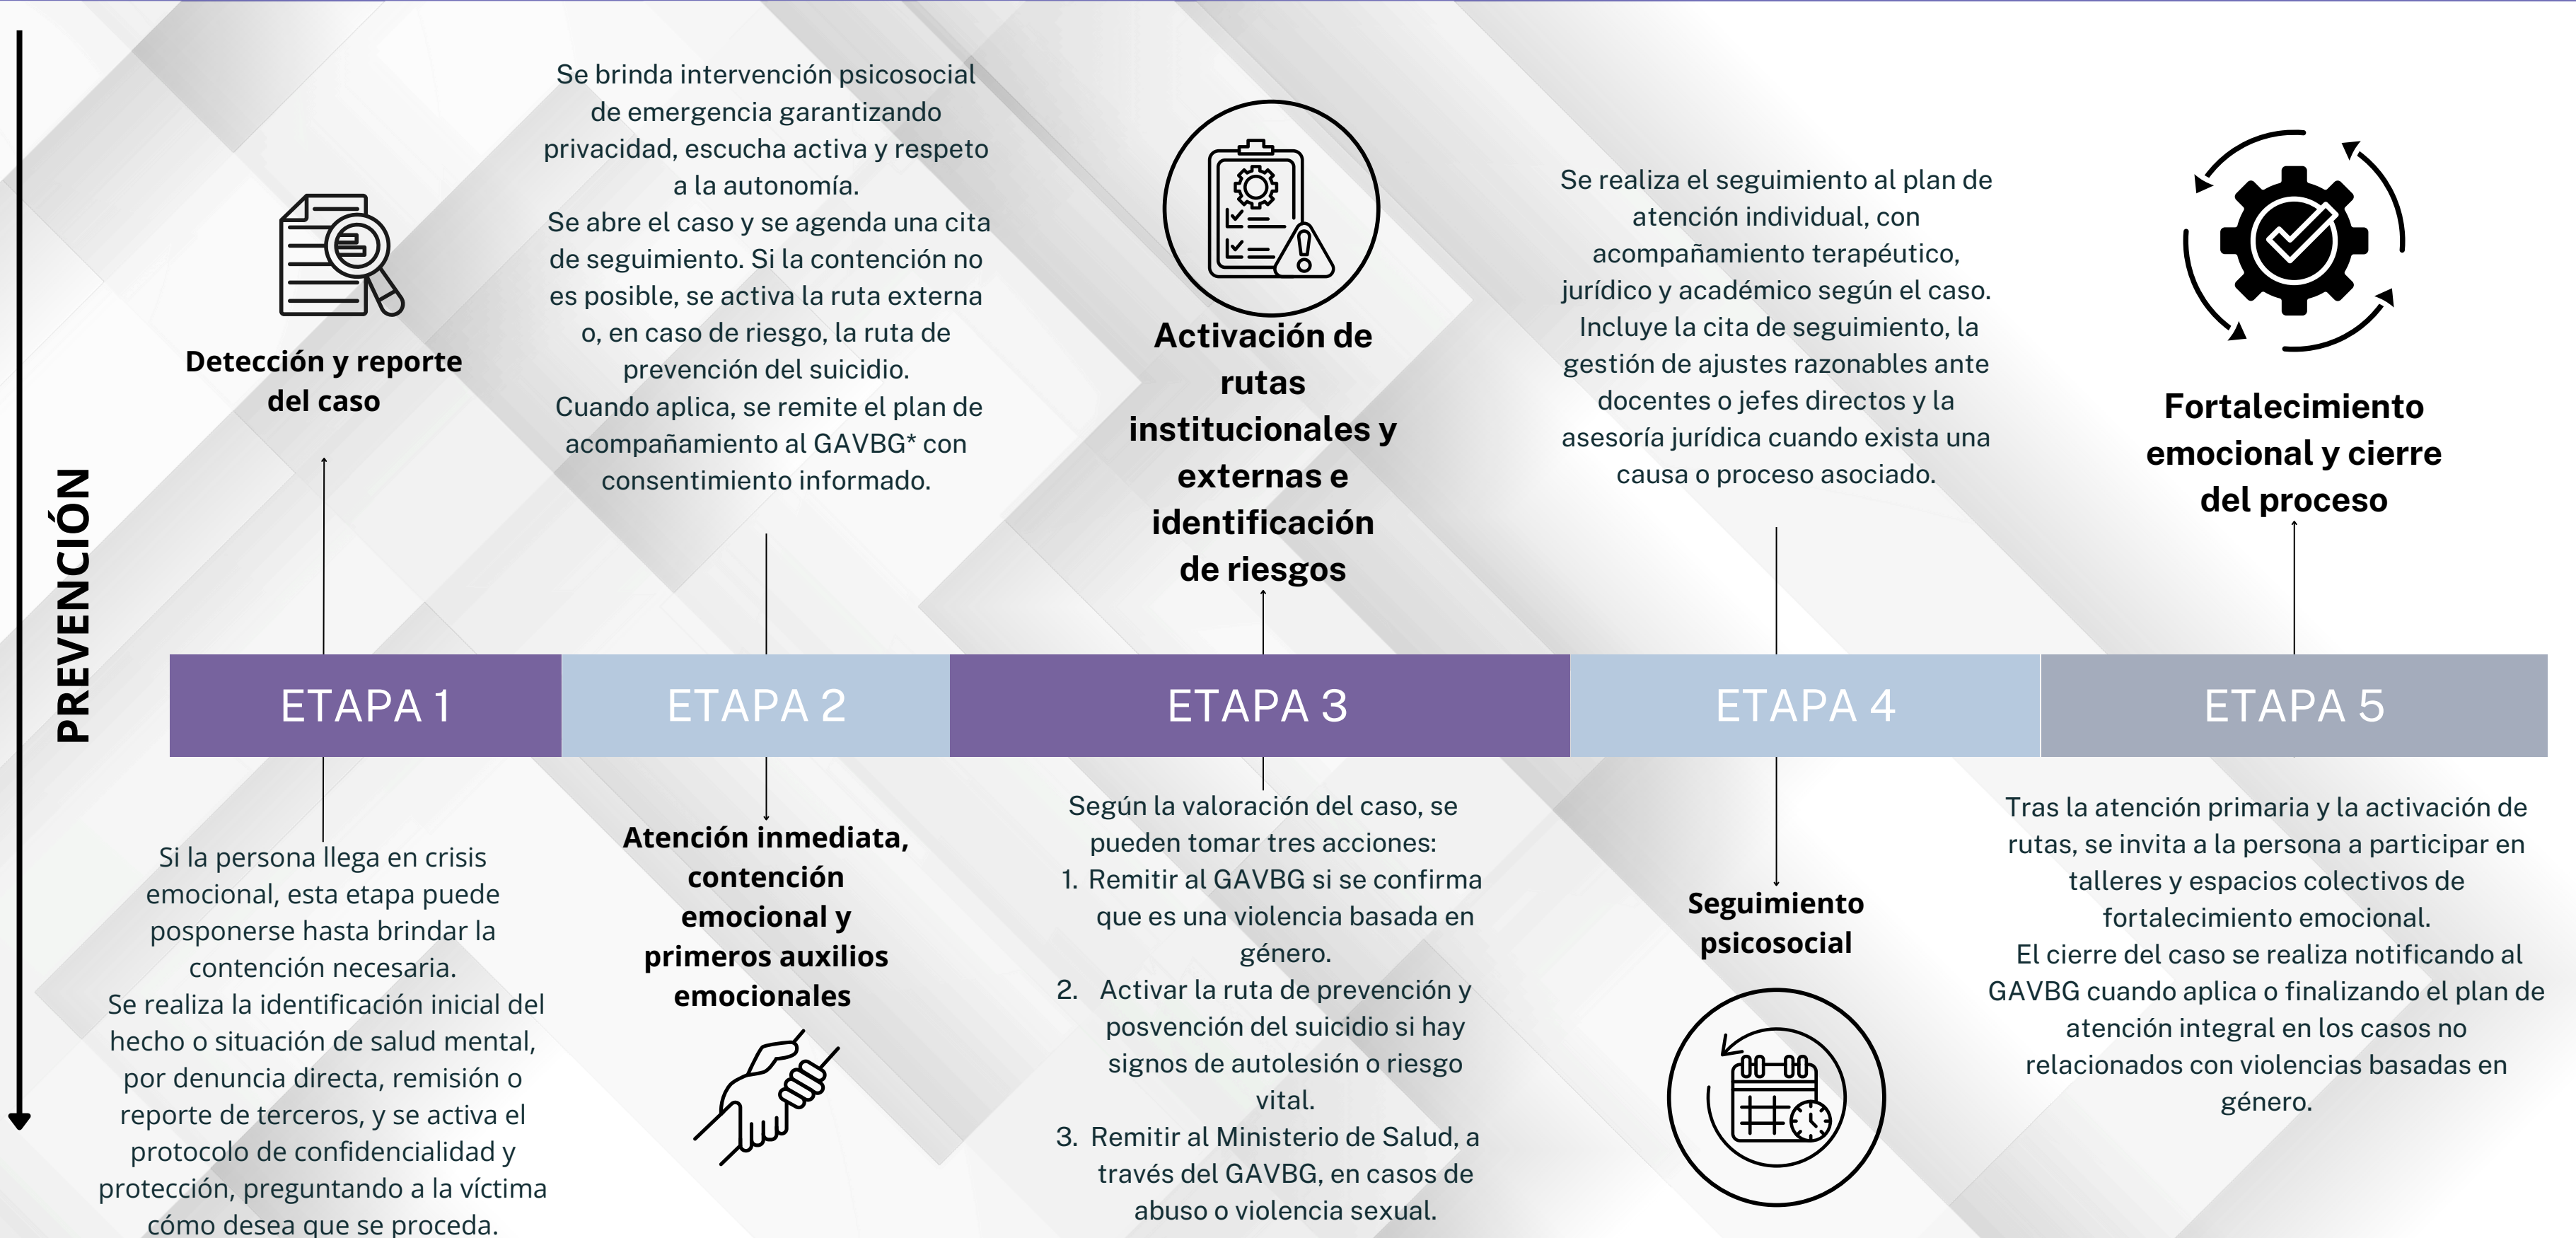 PREVENCIÓN
Detección y reporte
del caso
ETAPA 1
Si la persona llega en crisis
emocional, esta etapa puede
posponerse hasta brindar la
contención necesaria.
Se realiza la identificación inicial del
hecho o situación de salud mental,
por denuncia directa, remisión o
reporte de terceros, y se activa el
protocolo de confidencialidad y
protección, preguntando a la víctima
cómo desea que se proceda.
Se brinda intervención psicosocial
de emergencia garantizando
privacidad, escucha activa y respeto
a la autonomía.
Se abre el caso y se agenda una cita
de seguimiento. Si la contención no
es posible, se activa la ruta externa
o, en caso de riesgo, la ruta de
prevención del suicidio.
Cuando aplica, se remite el plan de
acompañamiento al GAVBG* con
consentimiento informado.
ETAPA 2
Atención inmediata,
contención
emocional y
primeros auxilios
emocionales
Activación de
rutas
institucionales y
externas e
identificación
de riesgos
ETAPA 3
Según la valoración del caso, se
pueden tomar tres acciones:
1. Remitir al GAVBG si se confirma
que es una violencia basada en
género.
2. Activar la ruta de prevención y
posvención del suicidio si hay
signos de autolesión o riesgo
vital.
3. Remitir al Ministerio de Salud, a
través del GAVBG, en casos de
abuso o violencia sexual.
Se realiza el seguimiento al plan de
atención individual, con
acompañamiento terapéutico,
jurídico y académico según el caso.
Incluye la cita de seguimiento, la
gestión de ajustes razonables ante
docentes o jefes directos y la
asesoría jurídica cuando exista una
causa o proceso asociado.
ETAPA 4
Seguimiento
psicosocial
Fortalecimiento
emocional y cierre
del proceso
ETAPA 5
Tras la atención primaria y la activación de
rutas, se invita a la persona a participar en
talleres y espacios colectivos de
fortalecimiento emocional.
El cierre del caso se realiza notificando al
GAVBG cuando aplica o finalizando el plan de
atención integral en los casos no
relacionados con violencias basadas en
género.